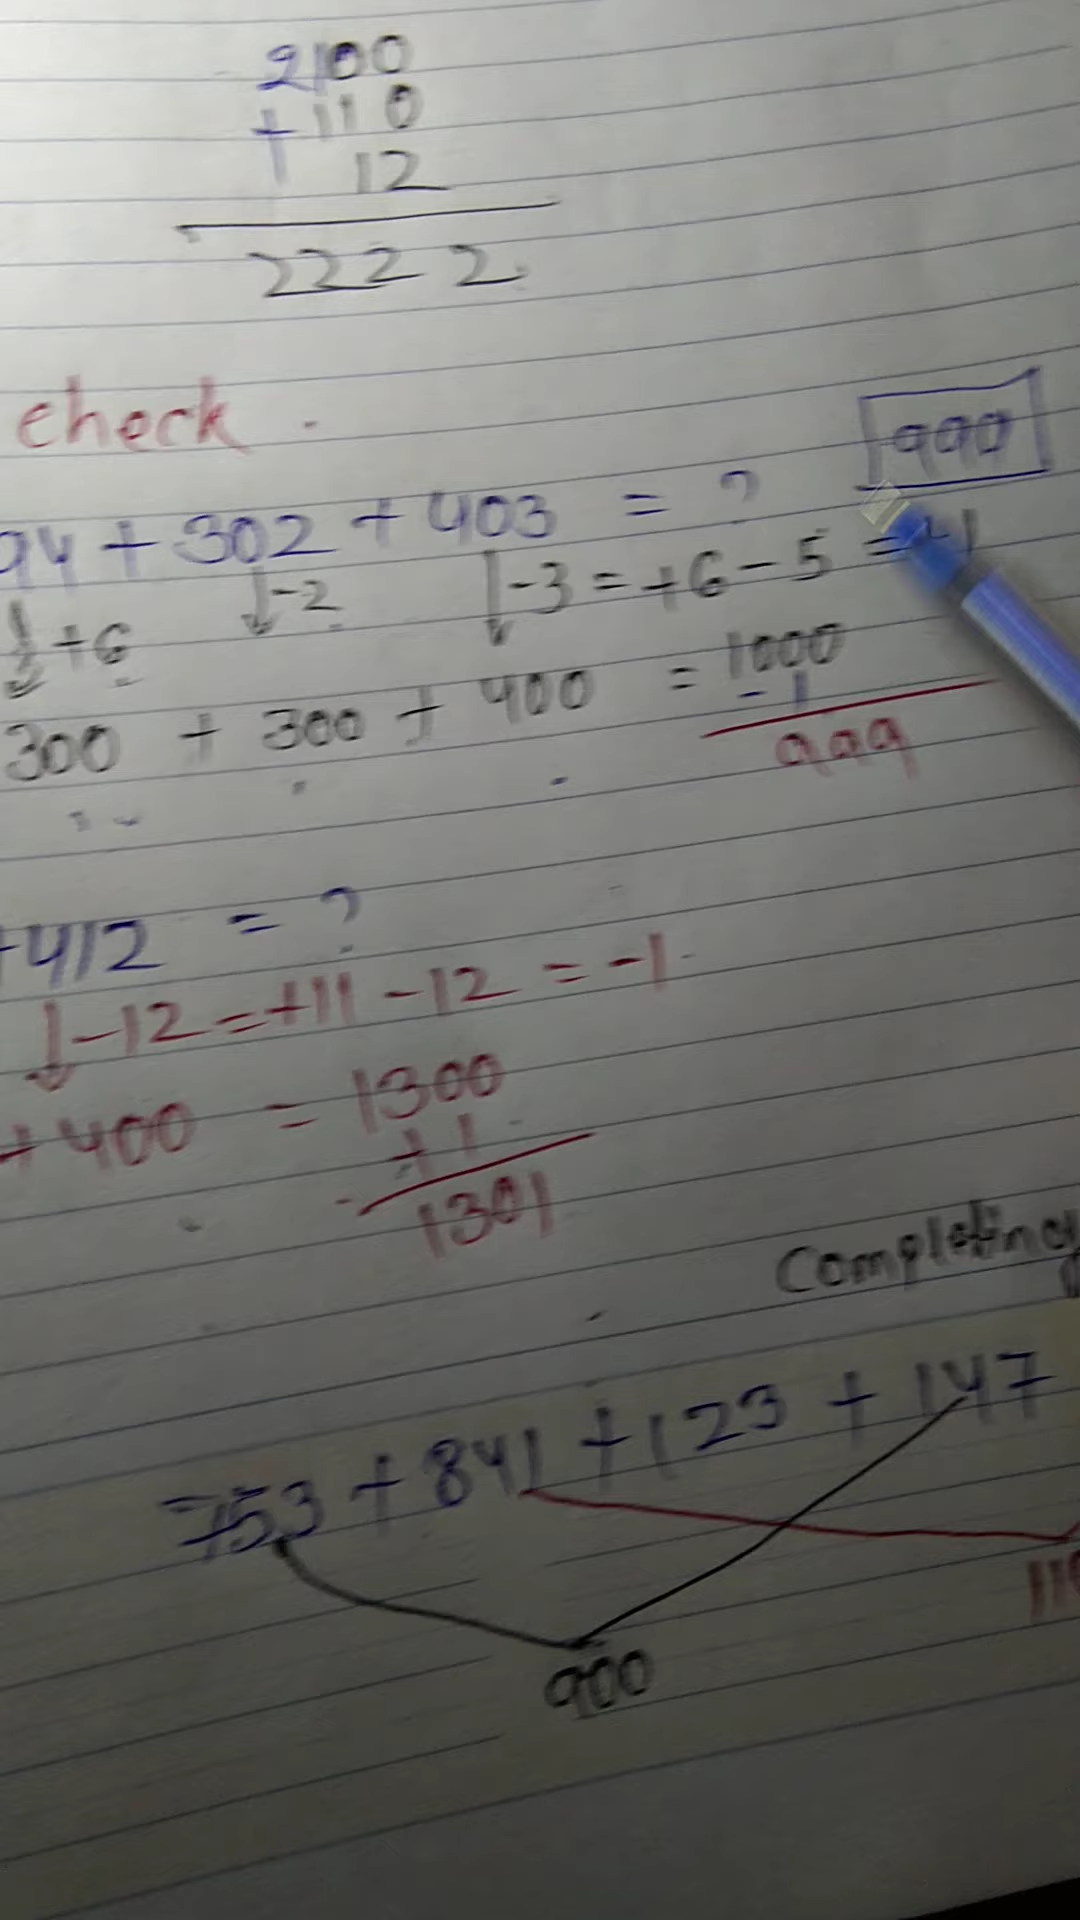 2100
+110
12
2222
check
999
94 + 302 + 403 = ?
+6 -2 -3 = +6 - 5 = +1
300 + 300 + 400 = 1000
- 1
999
+412 = ?
-12 = +11 - 12 = -1
+ 400 = 1300
+ 1
1301
Completing
753 + 841 + 123 + 147
900